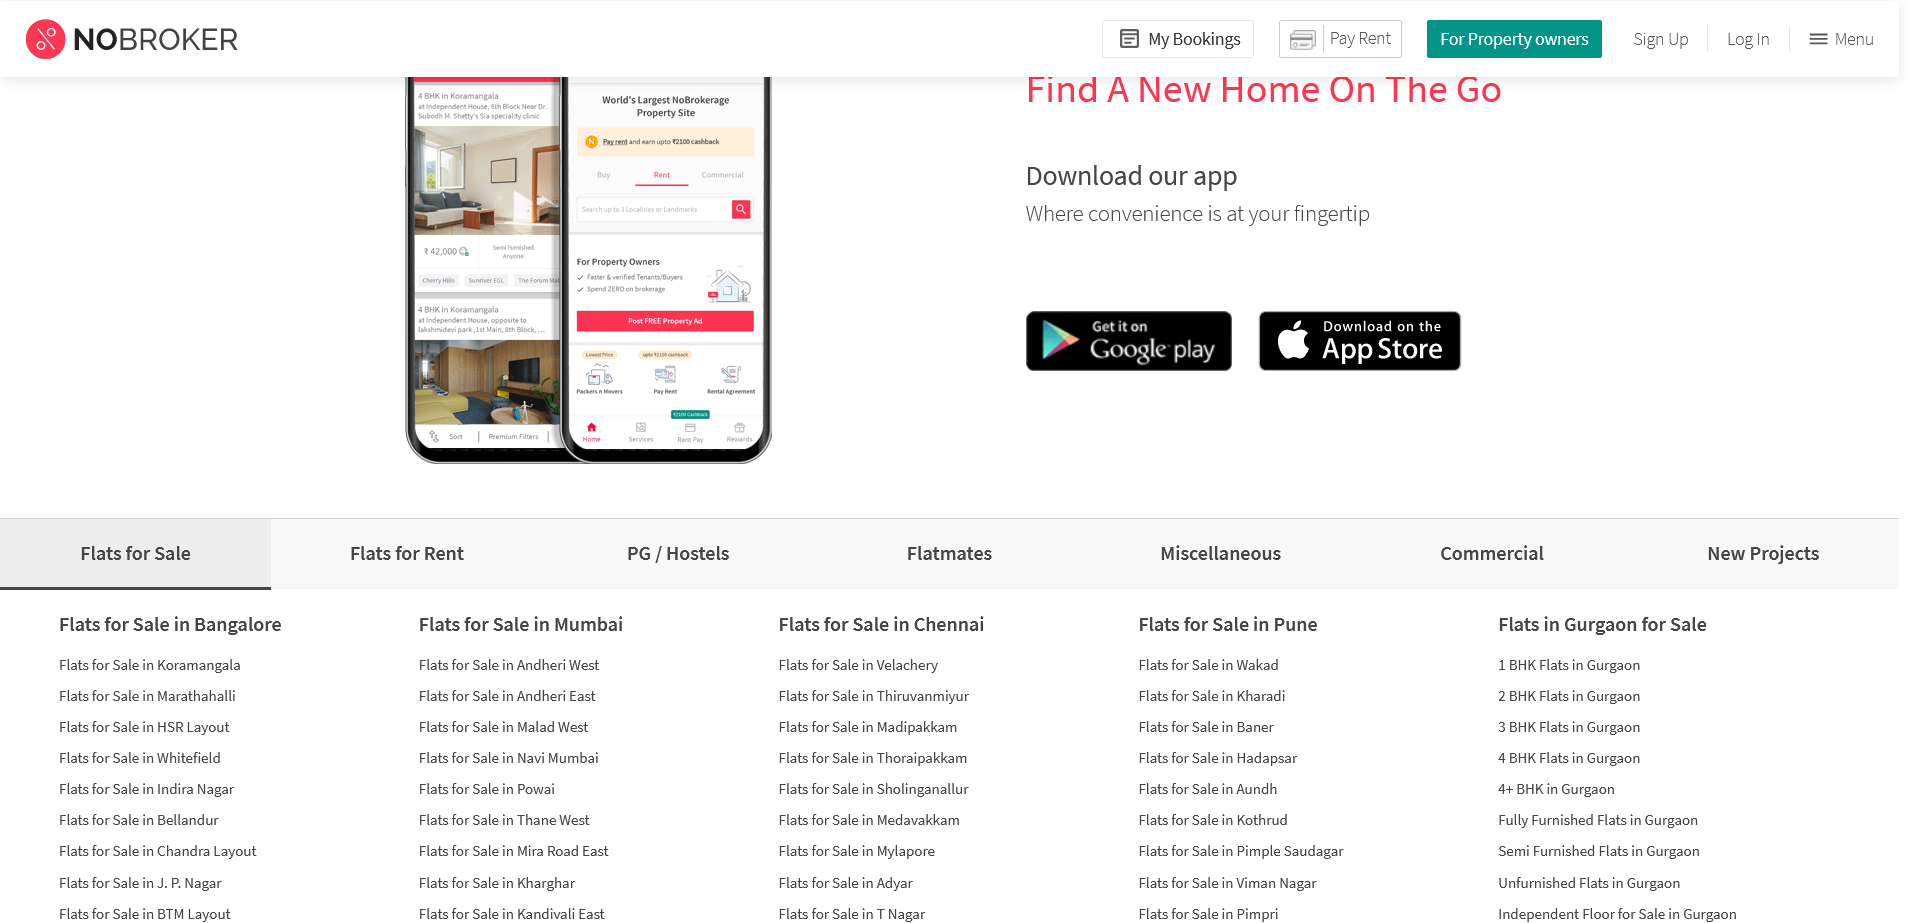 NOBROKER
My Bookings
Pay Rent
For Property owners
Sign Up
Log In
Menu
4 BHK in Koramangala
at Independent House, 6th Block Near Dr.
Subodh M. Shetty's Sia speciality clinic
₹ 42,000
Semi Furnished
Anyone
Cherry Hills
Sunriver EGL
The Forum Mal
4 BHK in Koramangala
at Independent House, opposite to
lakshmidevi park ,1st Main, 8th Block, ...
Sort
Premium Filters
World's Largest NoBrokerage
Property Site
N
Pay rent and earn upto ₹2100 cashback
Buy
Rent
Commercial
Search up to 3 Localities or Landmarks
For Property Owners
Faster & verified Tenants/Buyers
Spend ZERO on brokerage
Post FREE Property Ad
Lowest Price
upto ₹2100 cashback
Packers n Movers
Pay Rent
Rental Agreement
₹2100 Cashback
Home
Services
Rent Pay
Rewards
Find A New Home On The Go
Download our app
Where convenience is at your fingertip
Get it on
Google play
Download on the
App Store
Flats for Sale
Flats for Rent
PG / Hostels
Flatmates
Miscellaneous
Commercial
New Projects
Flats for Sale in Bangalore
Flats for Sale in Koramangala
Flats for Sale in Marathahalli
Flats for Sale in HSR Layout
Flats for Sale in Whitefield
Flats for Sale in Indira Nagar
Flats for Sale in Bellandur
Flats for Sale in Chandra Layout
Flats for Sale in J. P. Nagar
Flats for Sale in BTM Layout
Flats for Sale in Mumbai
Flats for Sale in Andheri West
Flats for Sale in Andheri East
Flats for Sale in Malad West
Flats for Sale in Navi Mumbai
Flats for Sale in Powai
Flats for Sale in Thane West
Flats for Sale in Mira Road East
Flats for Sale in Kharghar
Flats for Sale in Kandivali East
Flats for Sale in Chennai
Flats for Sale in Velachery
Flats for Sale in Thiruvanmiyur
Flats for Sale in Madipakkam
Flats for Sale in Thoraipakkam
Flats for Sale in Sholinganallur
Flats for Sale in Medavakkam
Flats for Sale in Mylapore
Flats for Sale in Adyar
Flats for Sale in T Nagar
Flats for Sale in Pune
Flats for Sale in Wakad
Flats for Sale in Kharadi
Flats for Sale in Baner
Flats for Sale in Hadapsar
Flats for Sale in Aundh
Flats for Sale in Kothrud
Flats for Sale in Pimple Saudagar
Flats for Sale in Viman Nagar
Flats for Sale in Pimpri
Flats in Gurgaon for Sale
1 BHK Flats in Gurgaon
2 BHK Flats in Gurgaon
3 BHK Flats in Gurgaon
4 BHK Flats in Gurgaon
4+ BHK in Gurgaon
Fully Furnished Flats in Gurgaon
Semi Furnished Flats in Gurgaon
Unfurnished Flats in Gurgaon
Independent Floor for Sale in Gurgaon